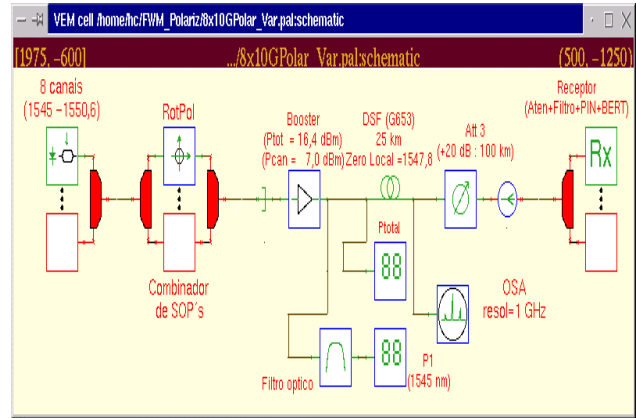 VEM cell /home/hc/FWM_Polariz/8x10GPolar_Var.pal:schematic
[1975, -600] .../8x10GPolar_Var.pal:schematic (500, -1250)
8 canais
(1545 -1550,6)
RotPol
Booster
(Ptot = 16,4 dBm)
(Pcan = 7,0 dBm)
DSF (G653)
25 km
Zero Local =1547,8
Att 3
(+20 dB : 100 km)
Receptor
(Aten+Filtro+PIN+BERT)
Rx
Combinador
de SOP's
Ptotal
88
OSA
resol=1 GHz
Filtro optico
88
P1
(1545 nm)